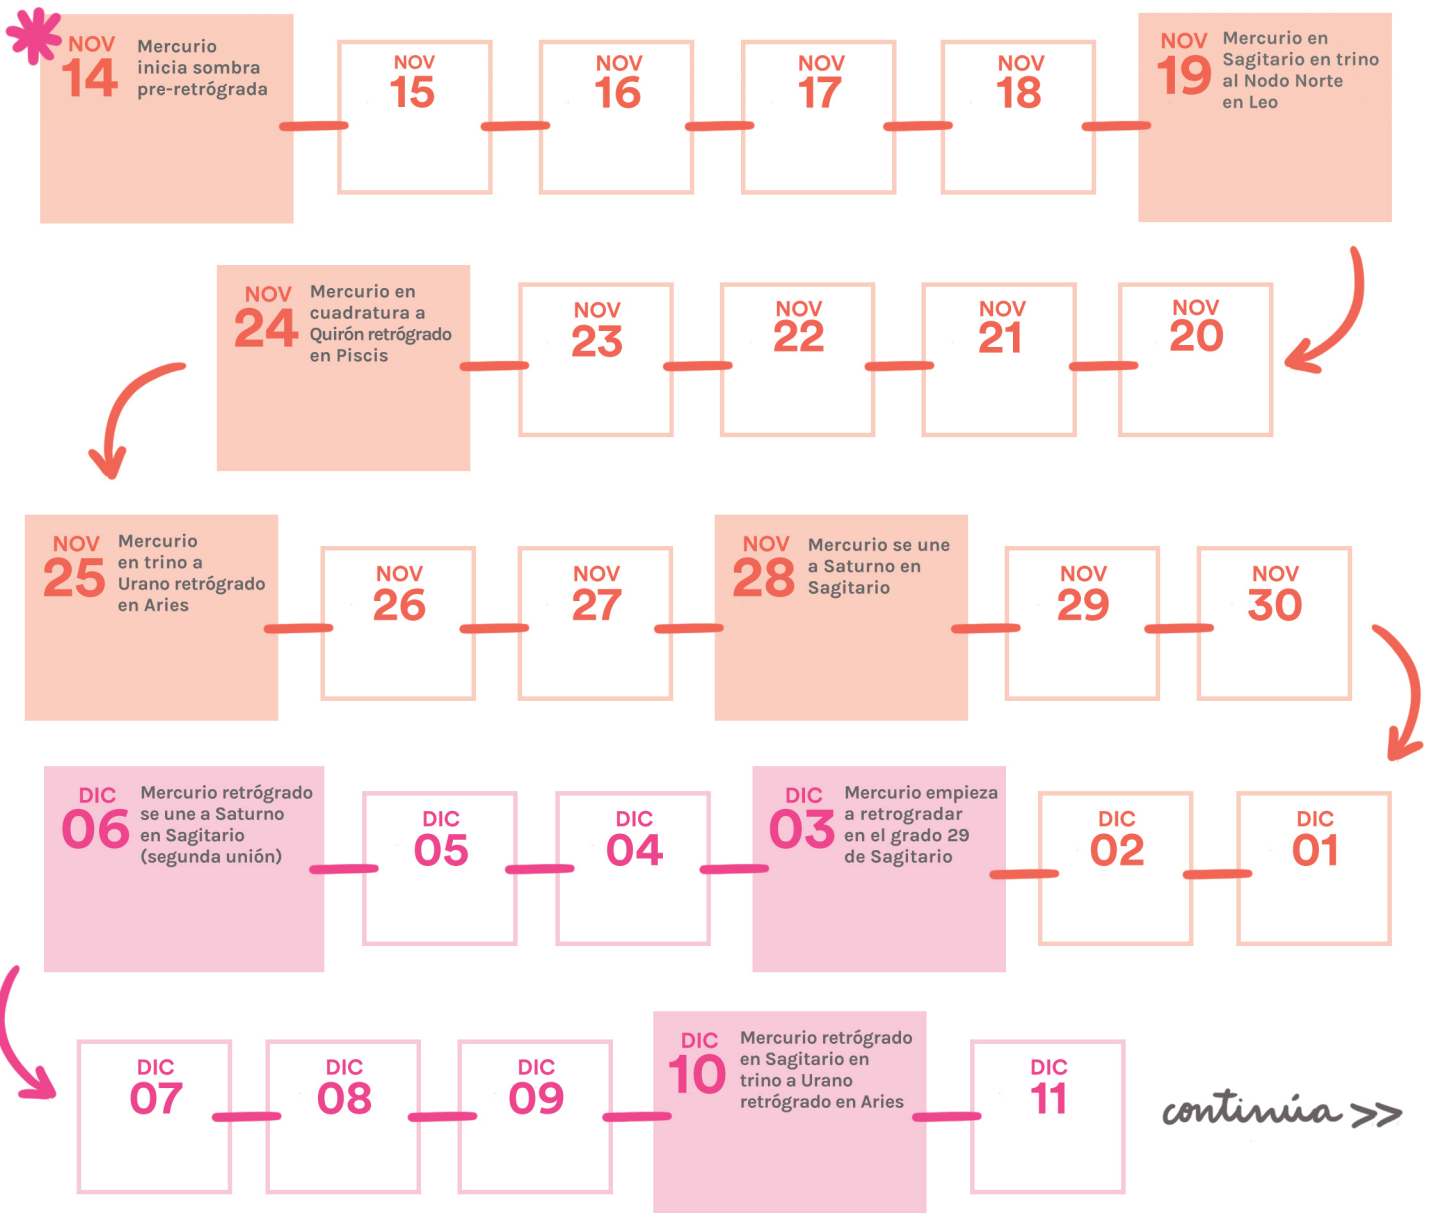 NOV
14
Mercurio
inicia sombra
pre-retrógrada
NOV
15
NOV
16
NOV
17
NOV
18
NOV
19
Mercurio en
Sagitario en trino
al Nodo Norte
en Leo
NOV
20
NOV
21
NOV
22
NOV
23
NOV
24
Mercurio en
cuadratura a
Quirón retrógrado
en Piscis
NOV
25
Mercurio
en trino a
Urano retrógrado
en Aries
NOV
26
NOV
27
NOV
28
Mercurio se une
a Saturno en
Sagitario
NOV
29
NOV
30
DIC
01
DIC
02
DIC
03
Mercurio empieza
a retrogradar
en el grado 29
de Sagitario
DIC
04
DIC
05
DIC
06
Mercurio retrógrado
se une a Saturno
en Sagitario
(segunda unión)
DIC
07
DIC
08
DIC
09
DIC
10
Mercurio retrógrado
en Sagitario en
trino a Urano
retrógrado en Aries
DIC
11
continúa >>